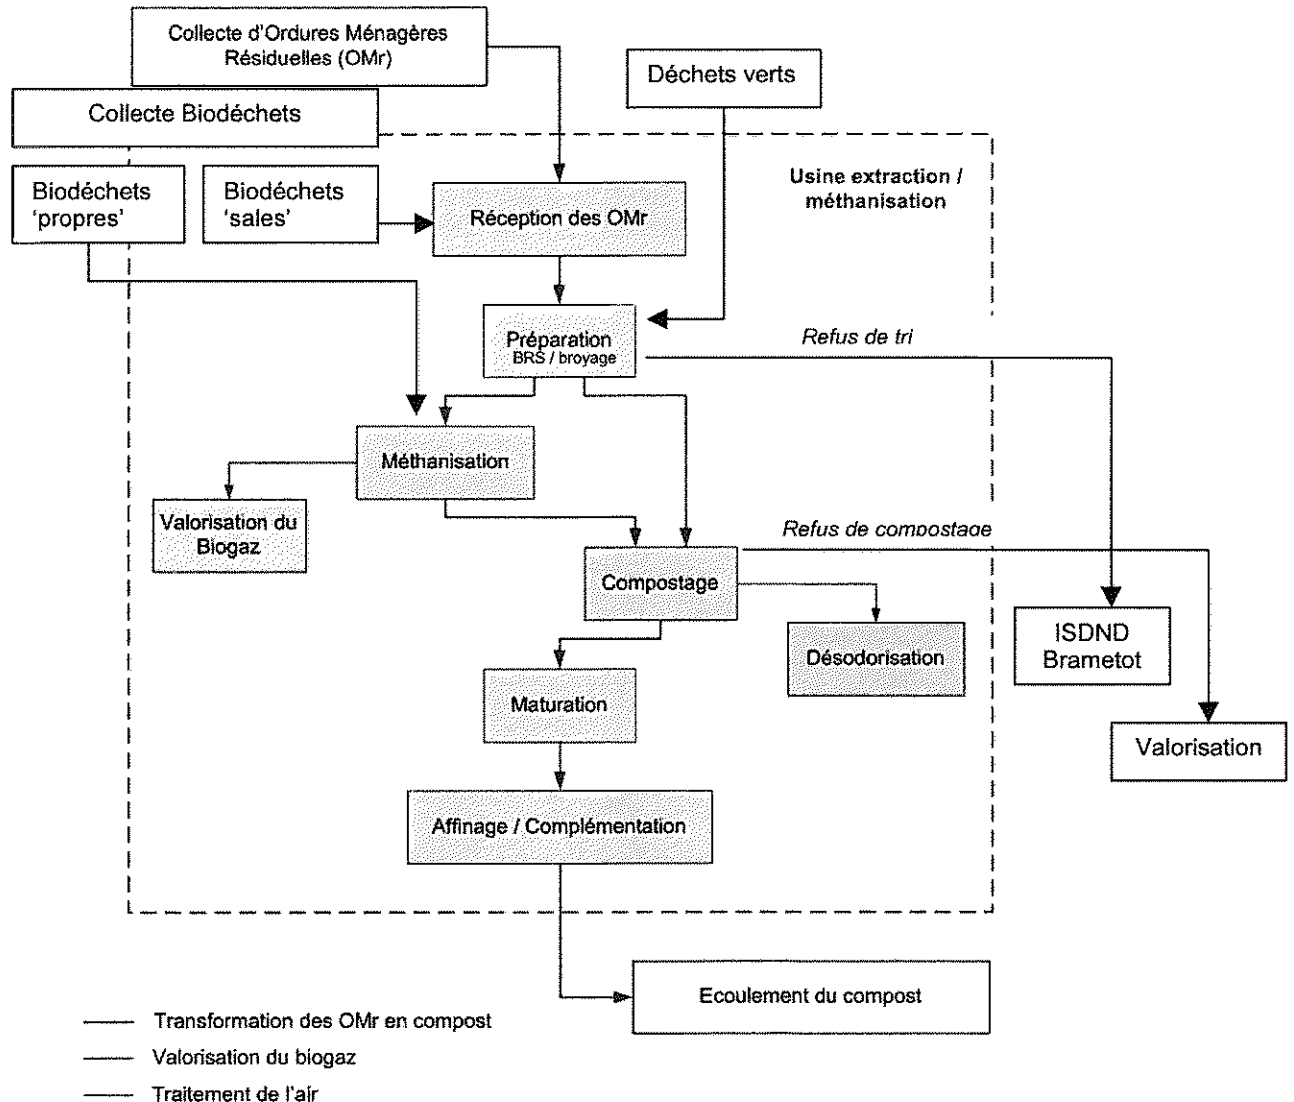 Collecte d'Ordures Ménagères
Résiduelles (OMr)
Déchets verts
Collecte Biodéchets
Biodéchets
'propres'
Biodéchets
'sales'
Usine extraction /
méthanisation
Réception des OMr
Préparation
BRS / broyage
Refus de tri
Méthanisation
Valorisation du
Biogaz
Refus de compostage
Compostage
ISDND
Brametot
Désodorisation
Maturation
Valorisation
Affinage / Complémentation
Ecoulement du compost
Transformation des OMr en compost
Valorisation du biogaz
Traitement de l'air